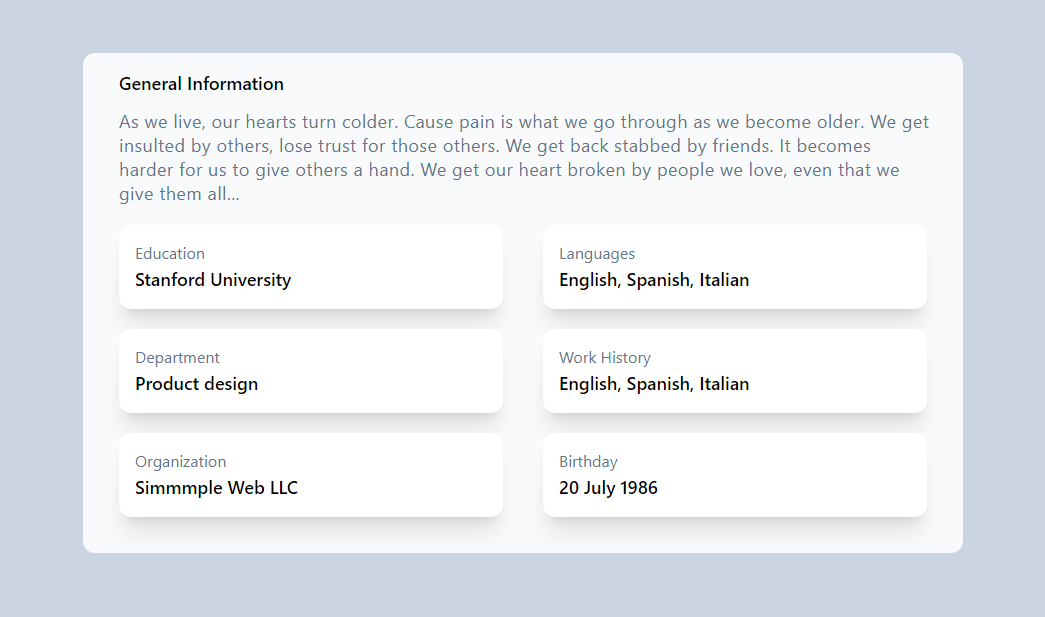 General Information
As we live, our hearts turn colder. Cause pain is what we go through as we become older. We get
insulted by others, lose trust for those others. We get back stabbed by friends. It becomes
harder for us to give others a hand. We get our heart broken by people we love, even that we
give them all...
Education
Stanford University
Languages
English, Spanish, Italian
Department
Product design
Work History
English, Spanish, Italian
Organization
Simmmple Web LLC
Birthday
20 July 1986